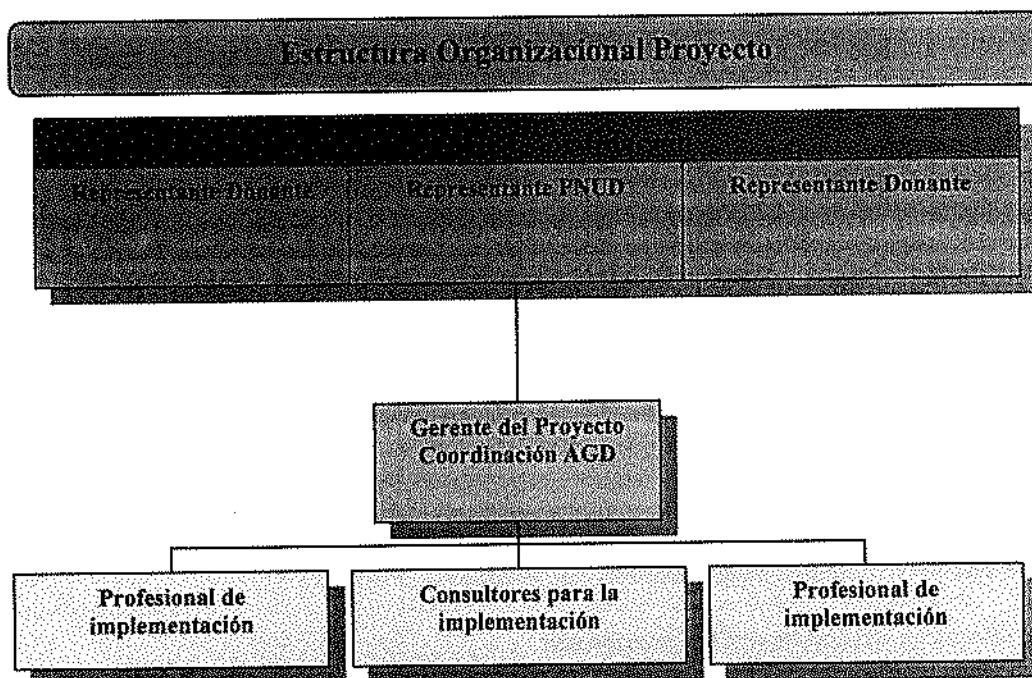 Estructura Organizacional Proyecto
Representante Donante
Representante PNUD
Representante Donante
Gerente del Proyecto
Coordinación AGD
Profesional de
implementación
Consultores para la
implementación
Profesional de
implementación